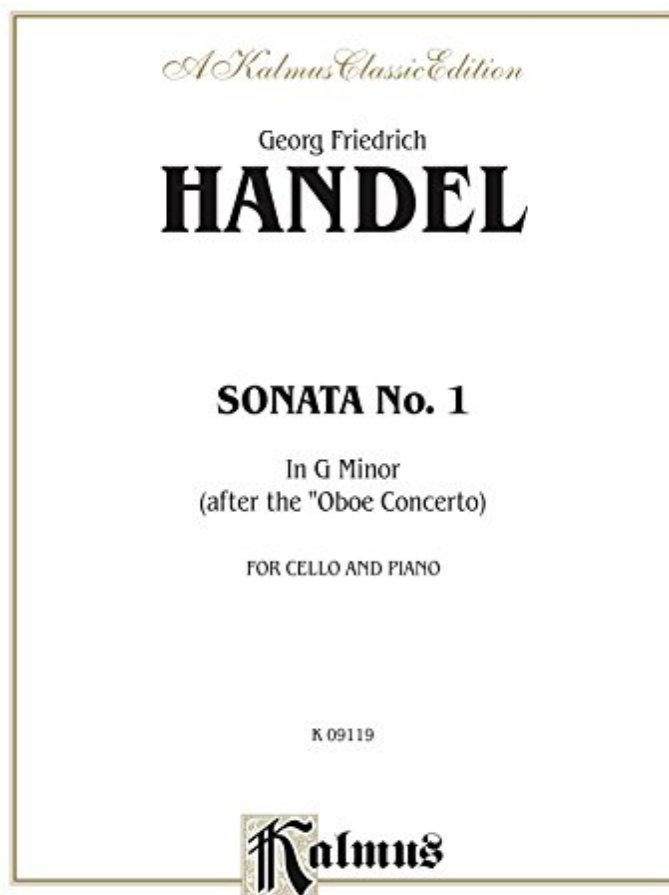 A Kalmus Classic Edition
Georg Friedrich
HANDEL
SONATA No. 1
In G Minor
(after the "Oboe Concerto)
FOR CELLO AND PIANO
K 09119
Kalmus